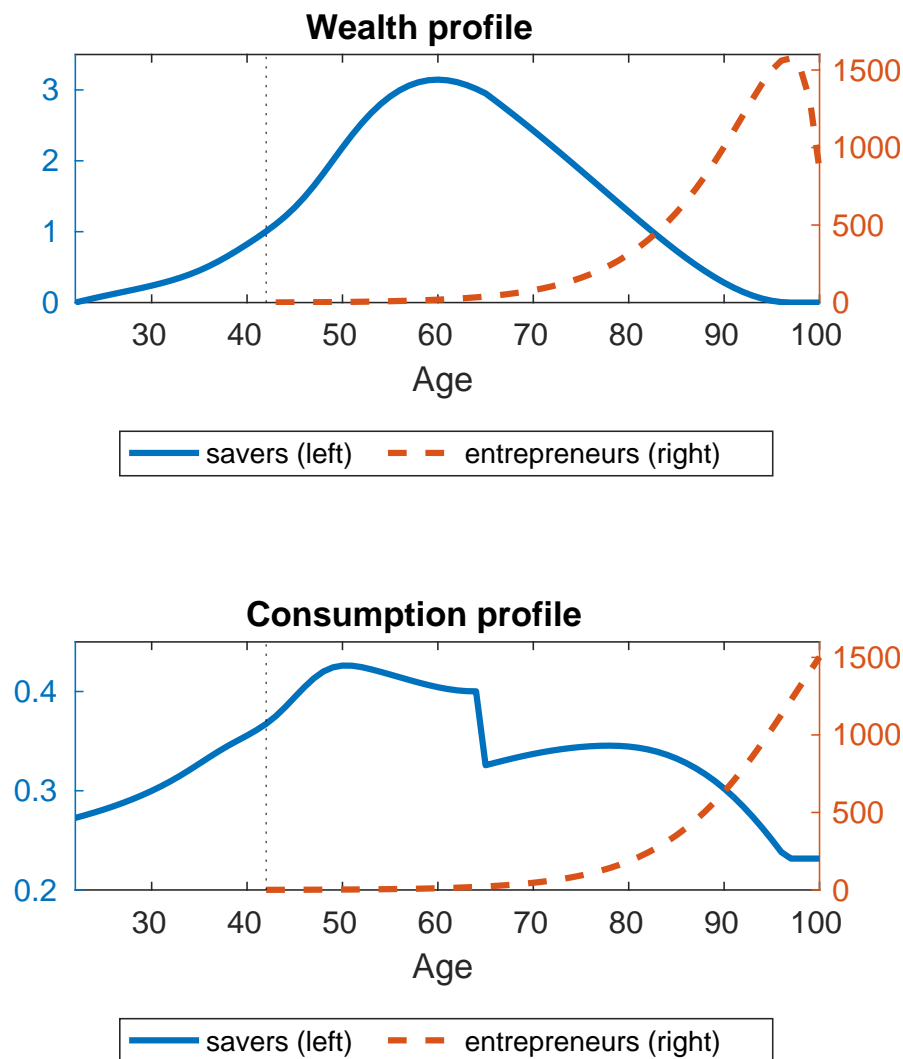 Wealth profile
3
2
1
0
1500
1000
500
0
30 40 50 60 70 80 90 100
Age
savers (left) entrepreneurs (right)
Consumption profile
0.4
0.3
0.2
1500
1000
500
0
30 40 50 60 70 80 90 100
Age
savers (left) entrepreneurs (right)